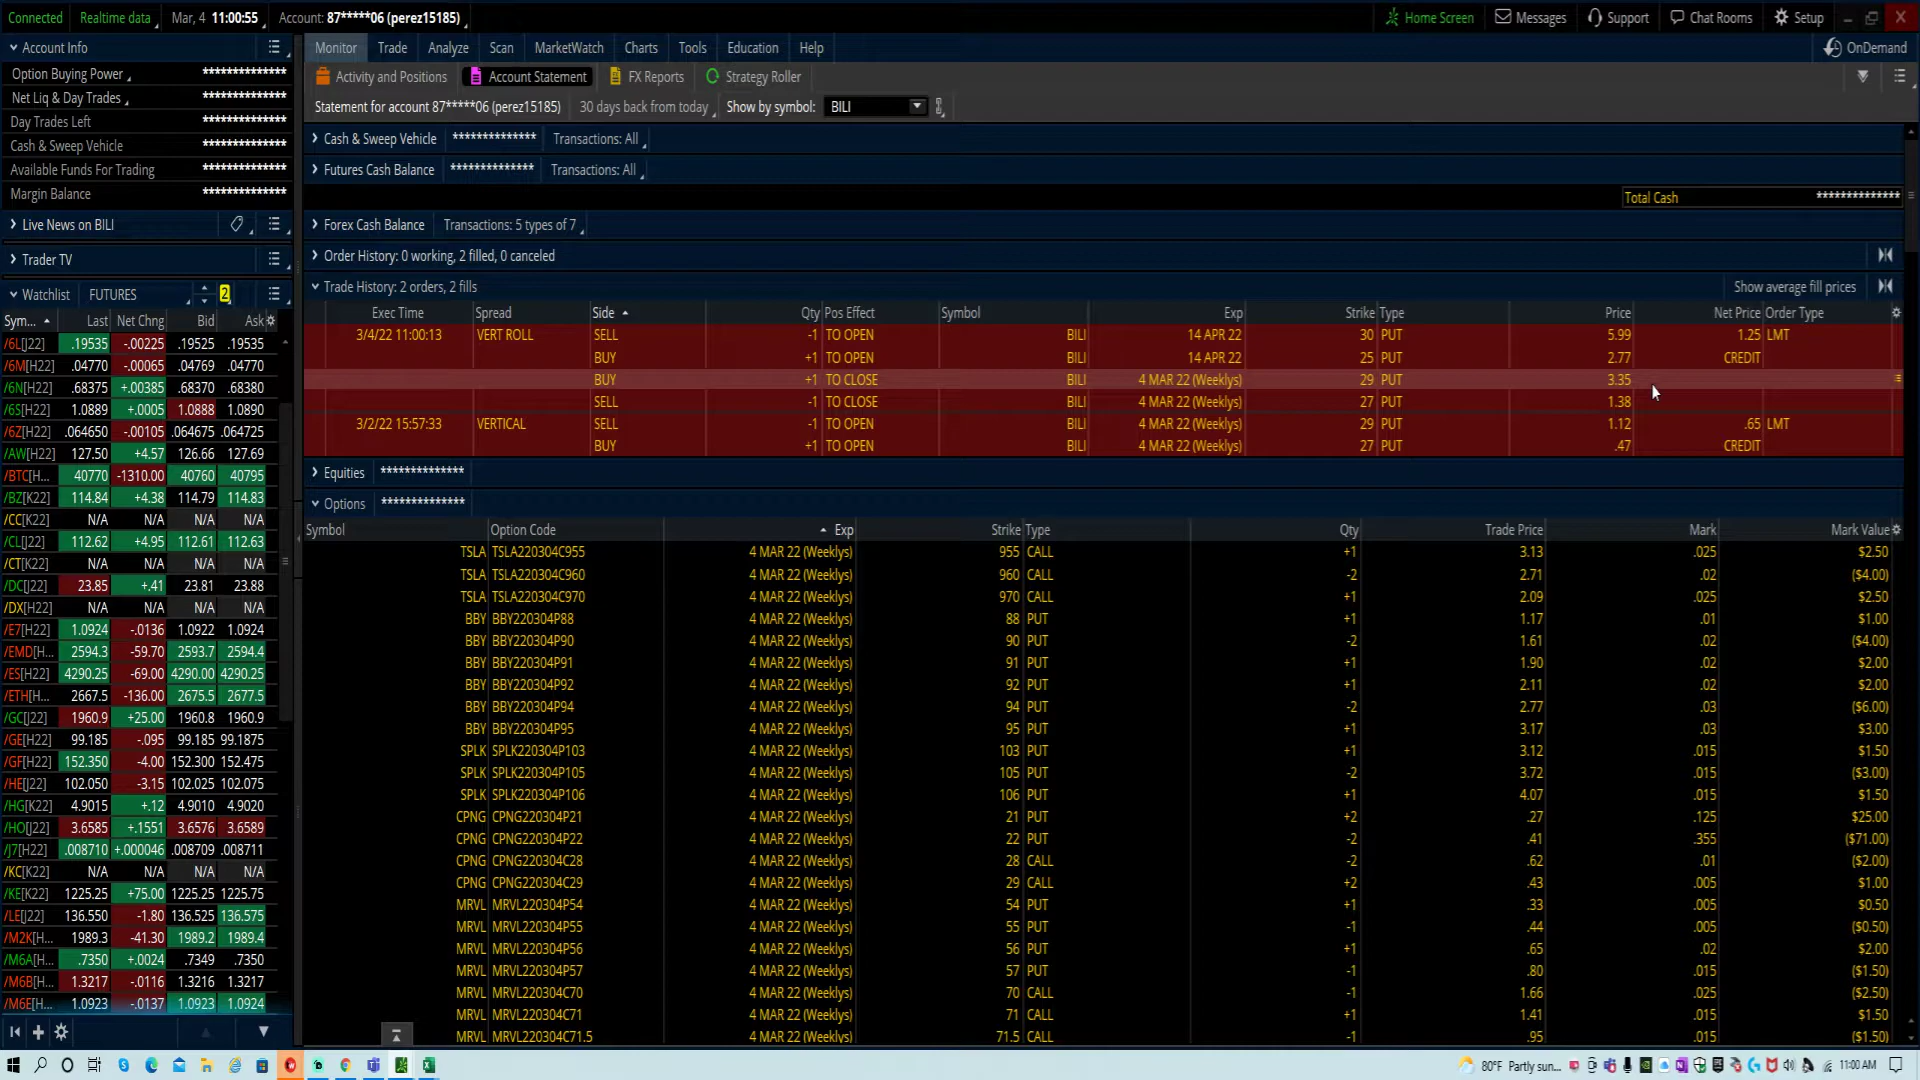 Connected Realtime data Mar, 4 11:00:55 Account: 87*****06 (perez15185) Home Screen Messages Support Chat Rooms Setup
Account Info Monitor Trade Analyze Scan MarketWatch Charts Tools Education Help OnDemand
Option Buying Power ************** Activity and Positions Account Statement FX Reports Strategy Roller
Net Liq & Day Trades ************** Statement for account 87*****06 (perez15185) 30 days back from today Show by symbol: BILI
Day Trades Left **************
Cash & Sweep Vehicle ************** Cash & Sweep Vehicle ************** Transactions: All
Available Funds For Trading ************** Futures Cash Balance ************** Transactions: All
Margin Balance ************** Total Cash **************
Live News on BILI Forex Cash Balance Transactions: 5 types of 7
Trader TV Order History: 0 working, 2 filled, 0 canceled
Watchlist FUTURES 2 Trade History: 2 orders, 2 fills Show average fill prices
Exec Time Spread Side Qty Pos Effect Symbol Exp Strike Type Price Net Price Order Type
3/4/22 11:00:13 VERT ROLL SELL -1 TO OPEN BILI 14 APR 22 30 PUT 5.99 1.25 LMT
BUY +1 TO OPEN BILI 14 APR 22 25 PUT 2.77 CREDIT
BUY +1 TO CLOSE BILI 4 MAR 22 (Weeklys) 29 PUT 3.35
SELL -1 TO CLOSE BILI 4 MAR 22 (Weeklys) 27 PUT 1.38
3/2/22 15:57:33 VERTICAL SELL -1 TO OPEN BILI 4 MAR 22 (Weeklys) 29 PUT 1.12 .65 LMT
BUY +1 TO OPEN BILI 4 MAR 22 (Weeklys) 27 PUT .47 CREDIT
Equities **************
Options **************
Symbol Option Code Exp Strike Type Qty Trade Price Mark Mark Value
TSLA TSLA220304C955 4 MAR 22 (Weeklys) 955 CALL +1 3.13 .025 $2.50
TSLA TSLA220304C960 4 MAR 22 (Weeklys) 960 CALL -2 2.71 .02 ($4.00)
TSLA TSLA220304C970 4 MAR 22 (Weeklys) 970 CALL +1 2.09 .025 $2.50
BBY BBY220304P88 4 MAR 22 (Weeklys) 88 PUT +1 1.17 .01 $1.00
BBY BBY220304P90 4 MAR 22 (Weeklys) 90 PUT -2 1.61 .02 ($4.00)
BBY BBY220304P91 4 MAR 22 (Weeklys) 91 PUT +1 1.90 .02 $2.00
BBY BBY220304P92 4 MAR 22 (Weeklys) 92 PUT +1 2.11 .02 $2.00
BBY BBY220304P94 4 MAR 22 (Weeklys) 94 PUT -2 2.77 .03 ($6.00)
BBY BBY220304P95 4 MAR 22 (Weeklys) 95 PUT +1 3.17 .03 $3.00
SPLK SPLK220304P103 4 MAR 22 (Weeklys) 103 PUT +1 3.12 .015 $1.50
SPLK SPLK220304P105 4 MAR 22 (Weeklys) 105 PUT -2 3.72 .015 ($3.00)
SPLK SPLK220304P106 4 MAR 22 (Weeklys) 106 PUT +1 4.07 .015 $1.50
CPNG CPNG220304P21 4 MAR 22 (Weeklys) 21 PUT +2 .27 .125 $25.00
CPNG CPNG220304P22 4 MAR 22 (Weeklys) 22 PUT -2 .41 .355 ($71.00)
CPNG CPNG220304C28 4 MAR 22 (Weeklys) 28 CALL -2 .62 .01 ($2.00)
CPNG CPNG220304C29 4 MAR 22 (Weeklys) 29 CALL +2 .43 .005 $1.00
MRVL MRVL220304P54 4 MAR 22 (Weeklys) 54 PUT +1 .33 .005 $0.50
MRVL MRVL220304P55 4 MAR 22 (Weeklys) 55 PUT -1 .44 .005 ($0.50)
MRVL MRVL220304P56 4 MAR 22 (Weeklys) 56 PUT +1 .65 .02 $2.00
MRVL MRVL220304P57 4 MAR 22 (Weeklys) 57 PUT -1 .80 .015 ($1.50)
MRVL MRVL220304C70 4 MAR 22 (Weeklys) 70 CALL -1 1.66 .025 ($2.50)
MRVL MRVL220304C71 4 MAR 22 (Weeklys) 71 CALL +1 1.41 .015 $1.50
MRVL MRVL220304C71.5 4 MAR 22 (Weeklys) 71.5 CALL -1 .95 .015 ($1.50)
Sym... Last Net Chng Bid Ask
/6L[J22] .19535 -.00225 .19525 .19535
/6M[H22] .04770 -.00065 .04769 .04770
/6N[H22] .68375 +.00385 .68370 .68380
/6S[H22] 1.0889 +.0005 1.0888 1.0890
/6Z[H22] .064650 -.00105 .064675 .064725
/AW[H22] 127.50 +4.57 126.66 127.69
/BTC[H... 40770 -1310.00 40760 40795
/BZ[K22] 114.84 +4.38 114.79 114.83
/CC[K22] N/A N/A N/A N/A
/CL[J22] 112.62 +4.95 112.61 112.63
/CT[K22] N/A N/A N/A N/A
/DC[J22] 23.85 +.41 23.81 23.88
/DX[H22] N/A N/A N/A N/A
/E7[H22] 1.0924 -.0136 1.0922 1.0924
/EMD[H... 2594.3 -59.70 2593.7 2594.4
/ES[H22] 4290.25 -69.00 4290.00 4290.25
/ETH[H... 2667.5 -136.00 2675.5 2677.5
/GC[J22] 1960.9 +25.00 1960.8 1960.9
/GE[H22] 99.185 -.095 99.185 99.1875
/GF[H22] 152.350 -4.00 152.300 152.475
/HE[J22] 102.050 -3.15 102.025 102.075
/HG[K22] 4.9015 +.12 4.9010 4.9020
/HO[J22] 3.6585 +.1551 3.6576 3.6589
/J7[H22] .008710 +.000046 .008709 .008711
/KC[K22] N/A N/A N/A N/A
/KE[K22] 1225.25 +75.00 1225.25 1225.75
/LE[J22] 136.550 -1.80 136.525 136.575
/M2K[H... 1989.3 -41.30 1989.2 1989.4
/M6A[H... .7350 +.0024 .7349 .7350
/M6B[H... 1.3217 -.0116 1.3216 1.3218
/M6E[H... 1.0923 -.0137 1.0923 1.0924
80°F Partly sun... 11:00 AM